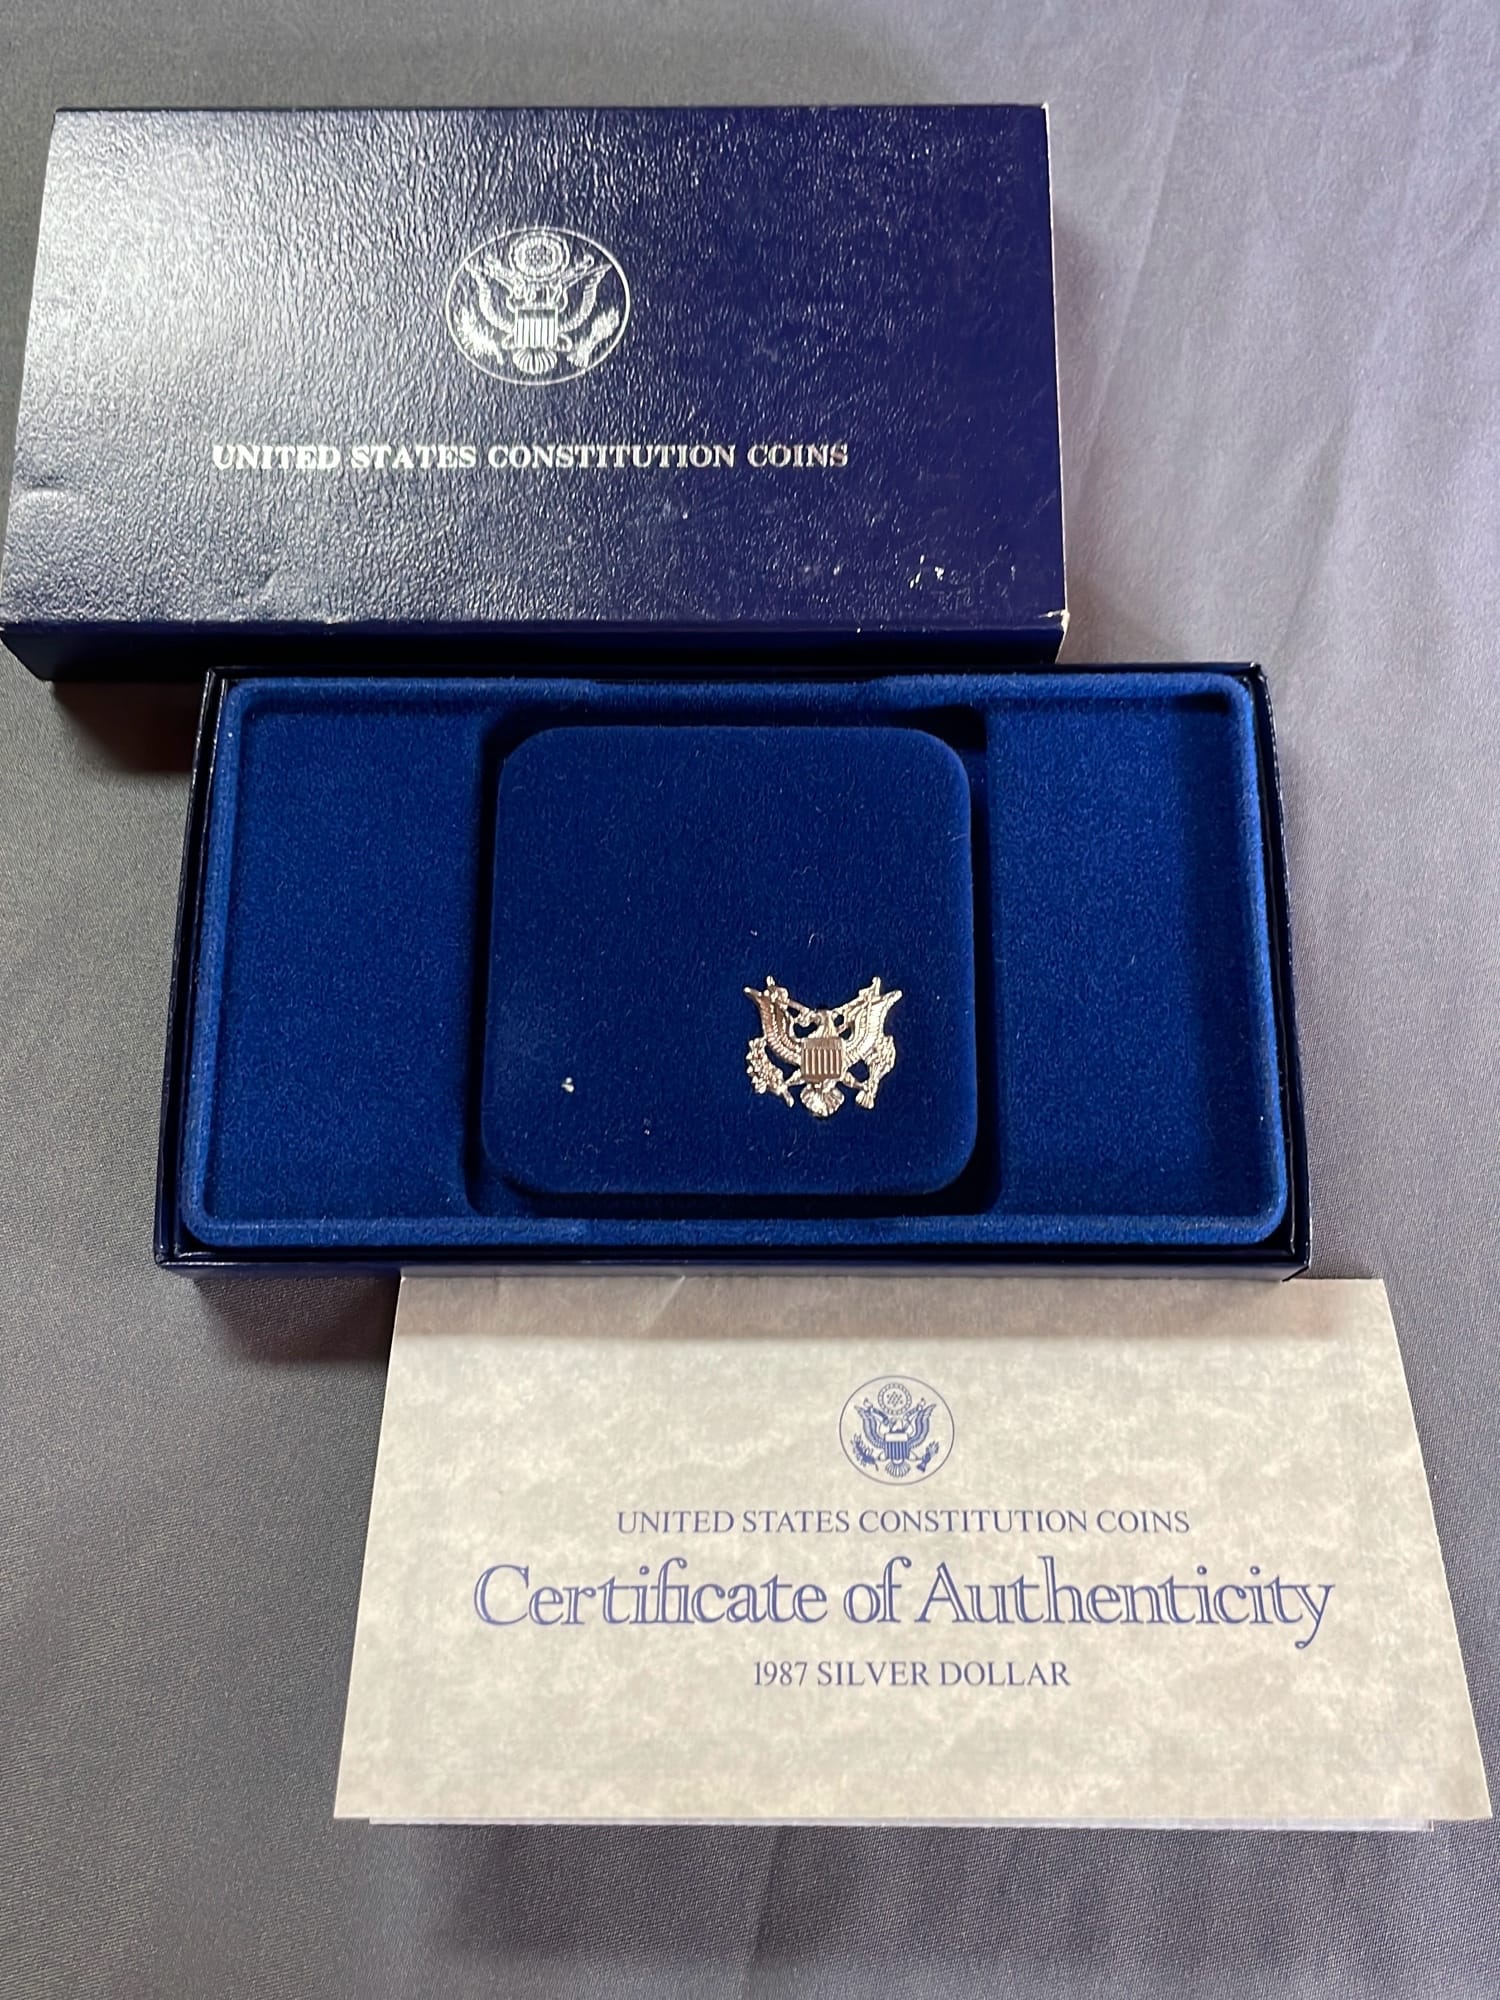 UNITED STATES CONSTITUTION COINS
UNITED STATES CONSTITUTION COINS
Certificate of Authenticity
1987 SILVER DOLLAR